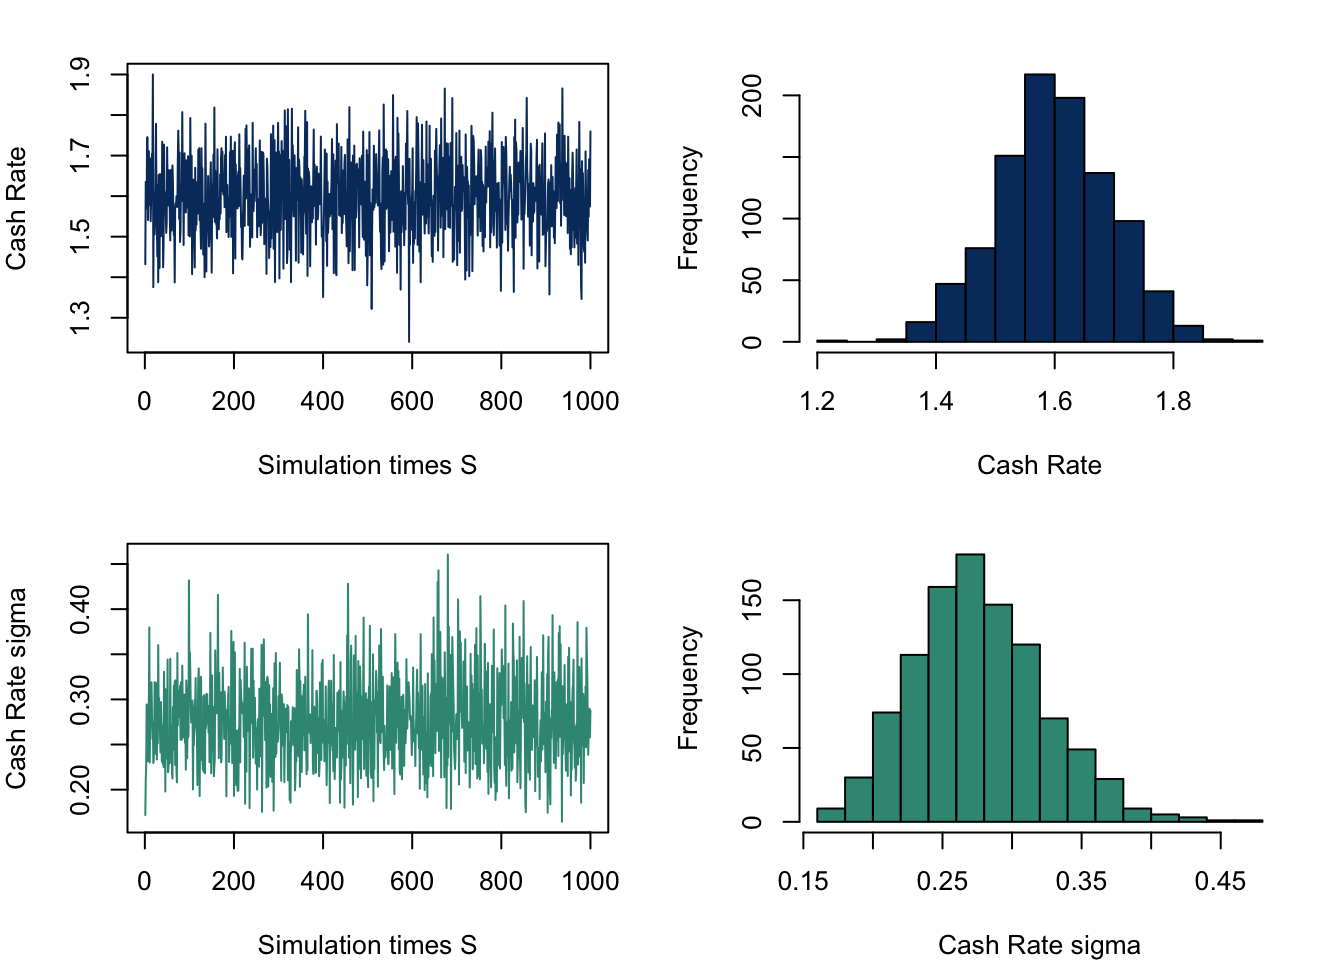 Cash Rate
1.3 1.5 1.7 1.9
0 200 400 600 800 1000
Simulation times S
Frequency
0 50 100 200
1.2 1.4 1.6 1.8
Cash Rate
Cash Rate sigma
0.20 0.30 0.40
0 200 400 600 800 1000
Simulation times S
Frequency
0 50 100 150
0.15 0.25 0.35 0.45
Cash Rate sigma